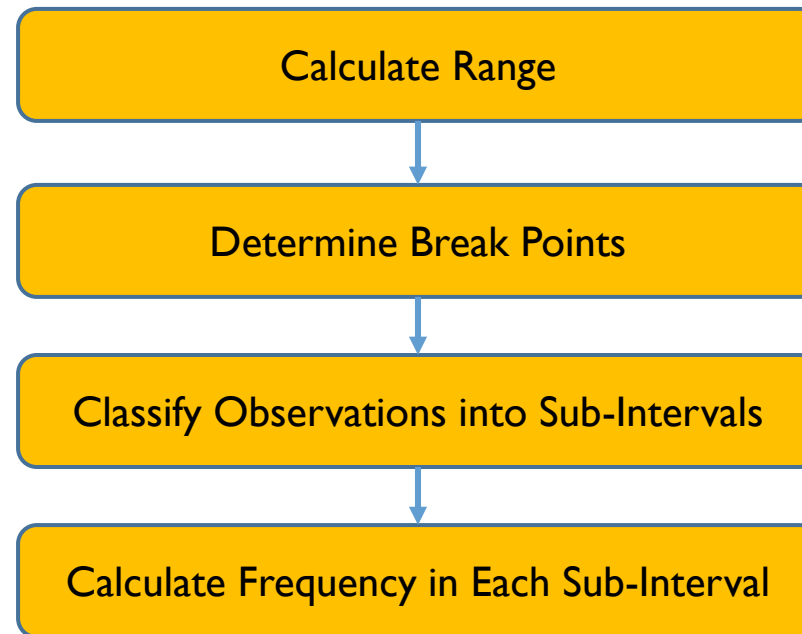 Calculate Range
Determine Break Points
Classify Observations into Sub-Intervals
Calculate Frequency in Each Sub-Interval